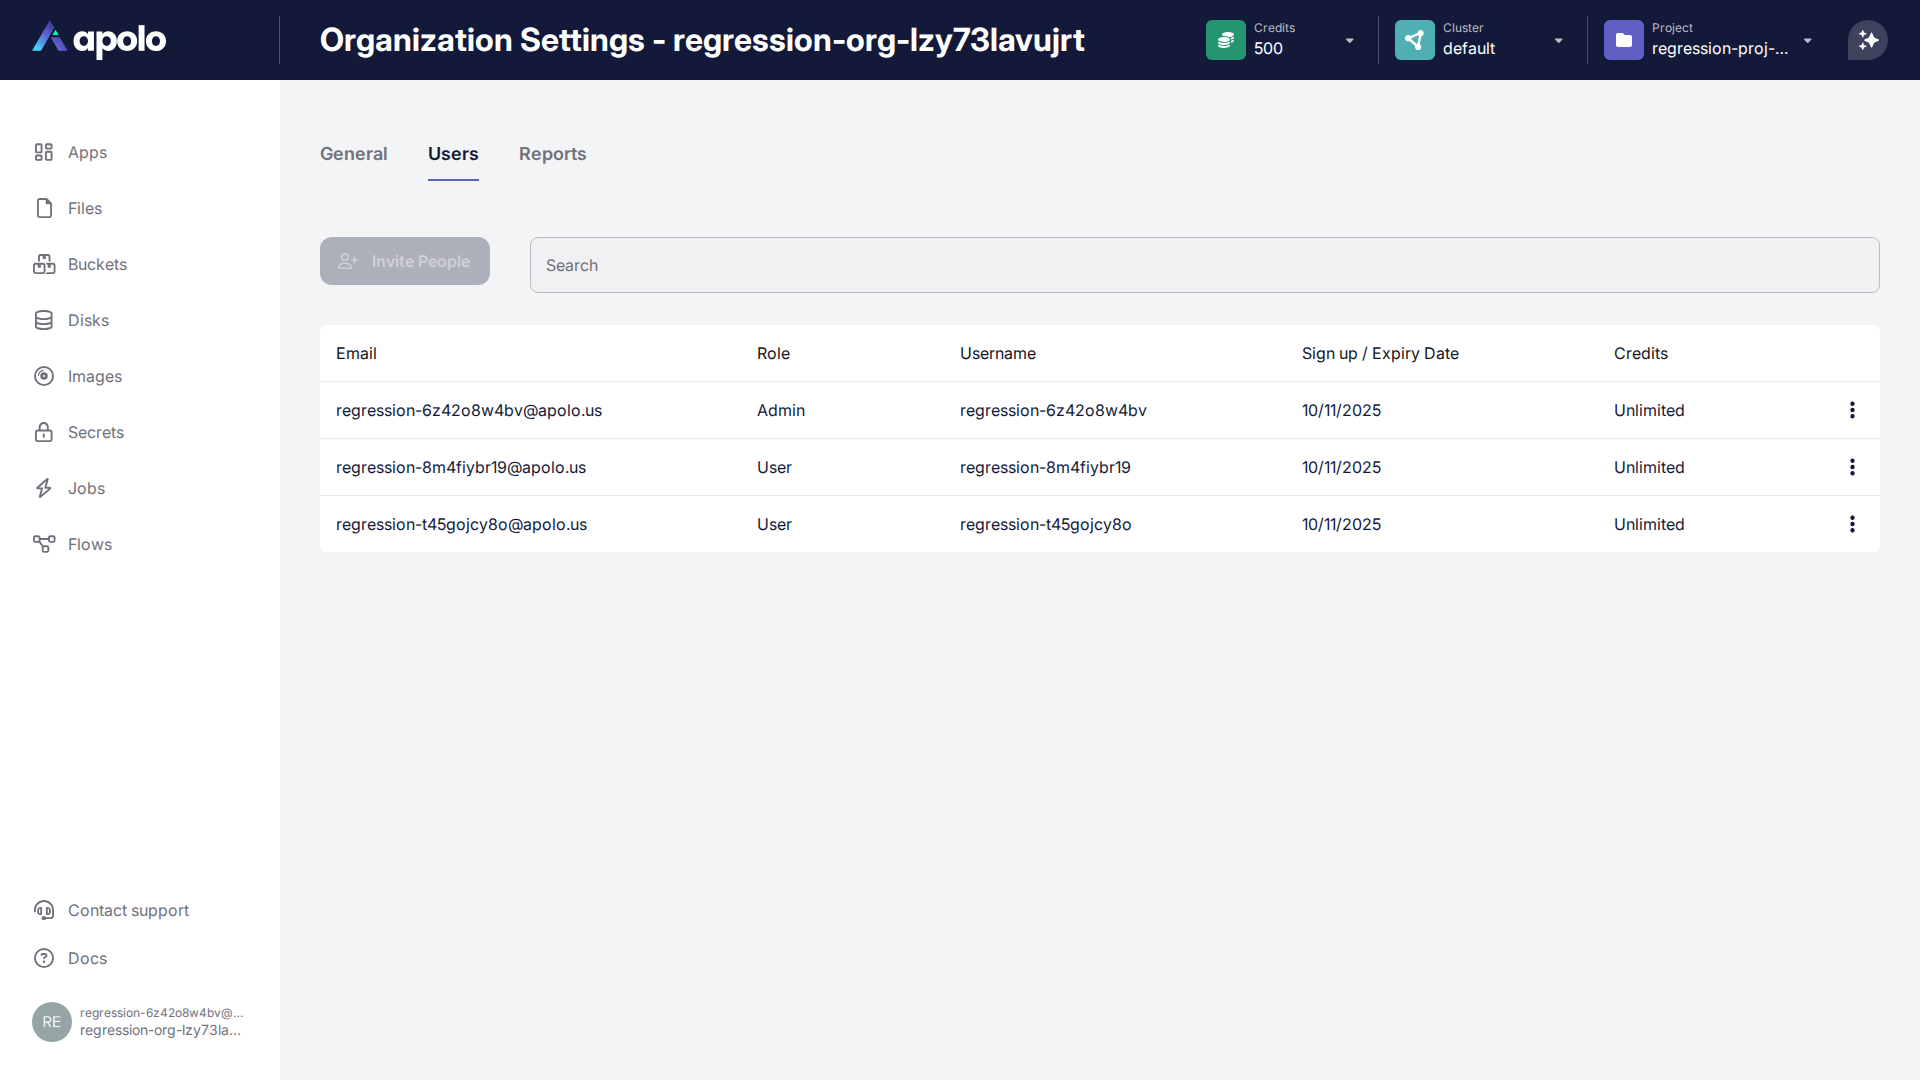 apolo
Organization Settings - regression-org-lzy73lavujrt
Credits
500
Cluster
default
Project
regression-proj-...
Apps
Files
Buckets
Disks
Images
Secrets
Jobs
Flows
Contact support
Docs
RE
regression-6z42o8w4bv@...
regression-org-lzy73la...
General Users Reports
Invite People
Search
Email Role Username Sign up / Expiry Date Credits
regression-6z42o8w4bv@apolo.us Admin regression-6z42o8w4bv 10/11/2025 Unlimited
regression-8m4fiybr19@apolo.us User regression-8m4fiybr19 10/11/2025 Unlimited
regression-t45gojcy8o@apolo.us User regression-t45gojcy8o 10/11/2025 Unlimited